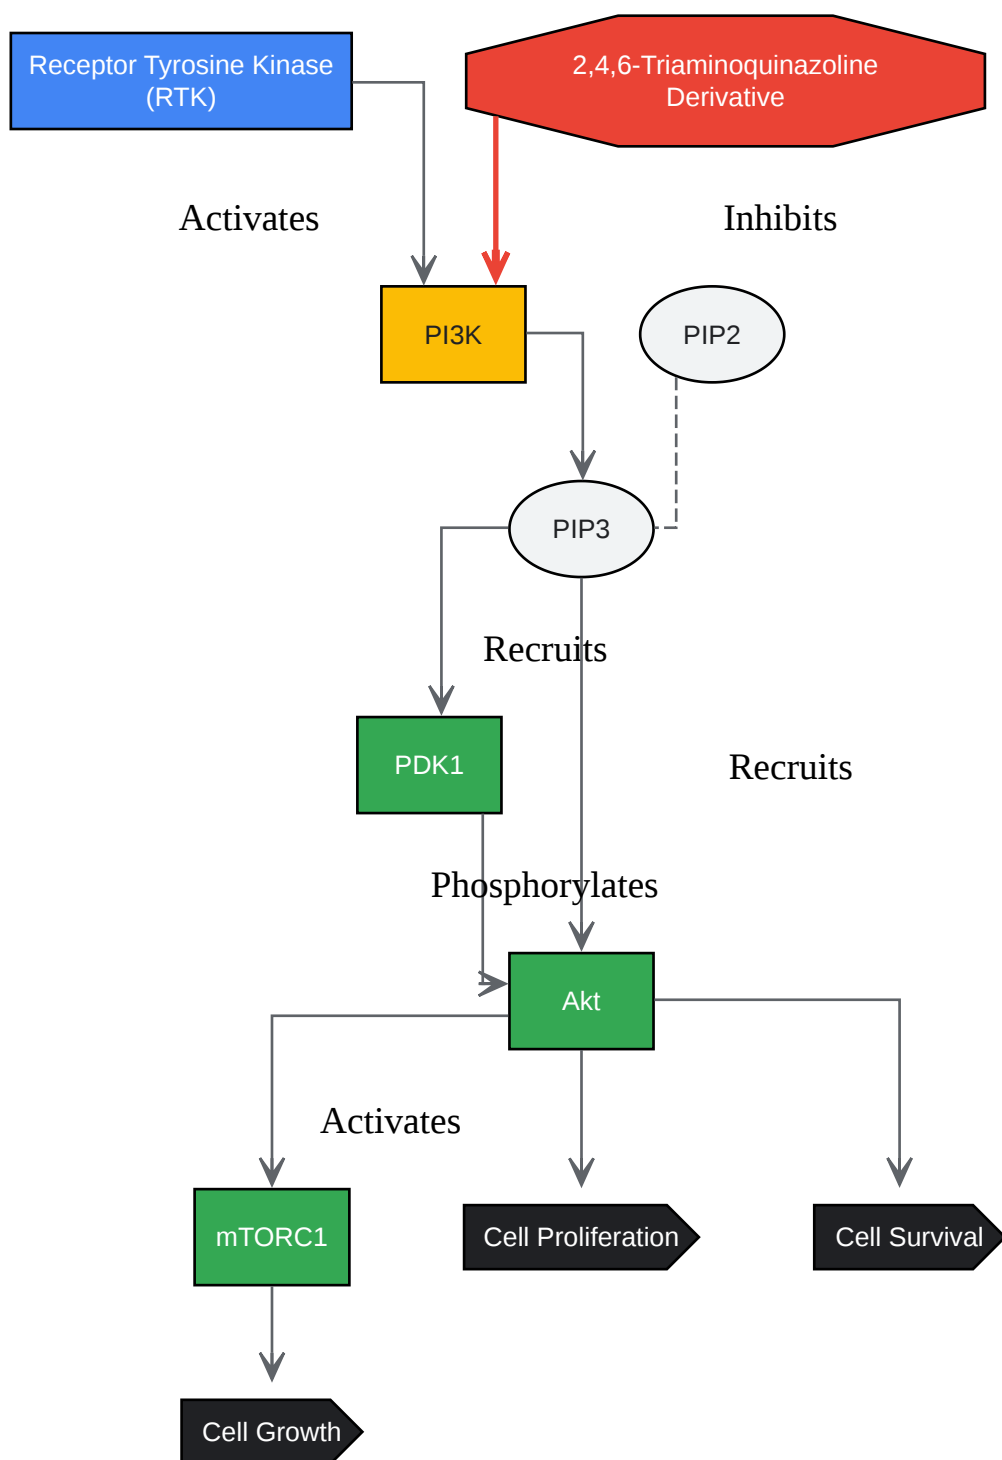 Receptor Tyrosine Kinase
(RTK)
2,4,6-Triaminoquinazoline
Derivative
Activates
Inhibits
PI3K
PIP2
PIP3
Recruits
PDK1
Recruits
Phosphorylates
Akt
Activates
mTORC1
Cell Proliferation
Cell Survival
Cell Growth